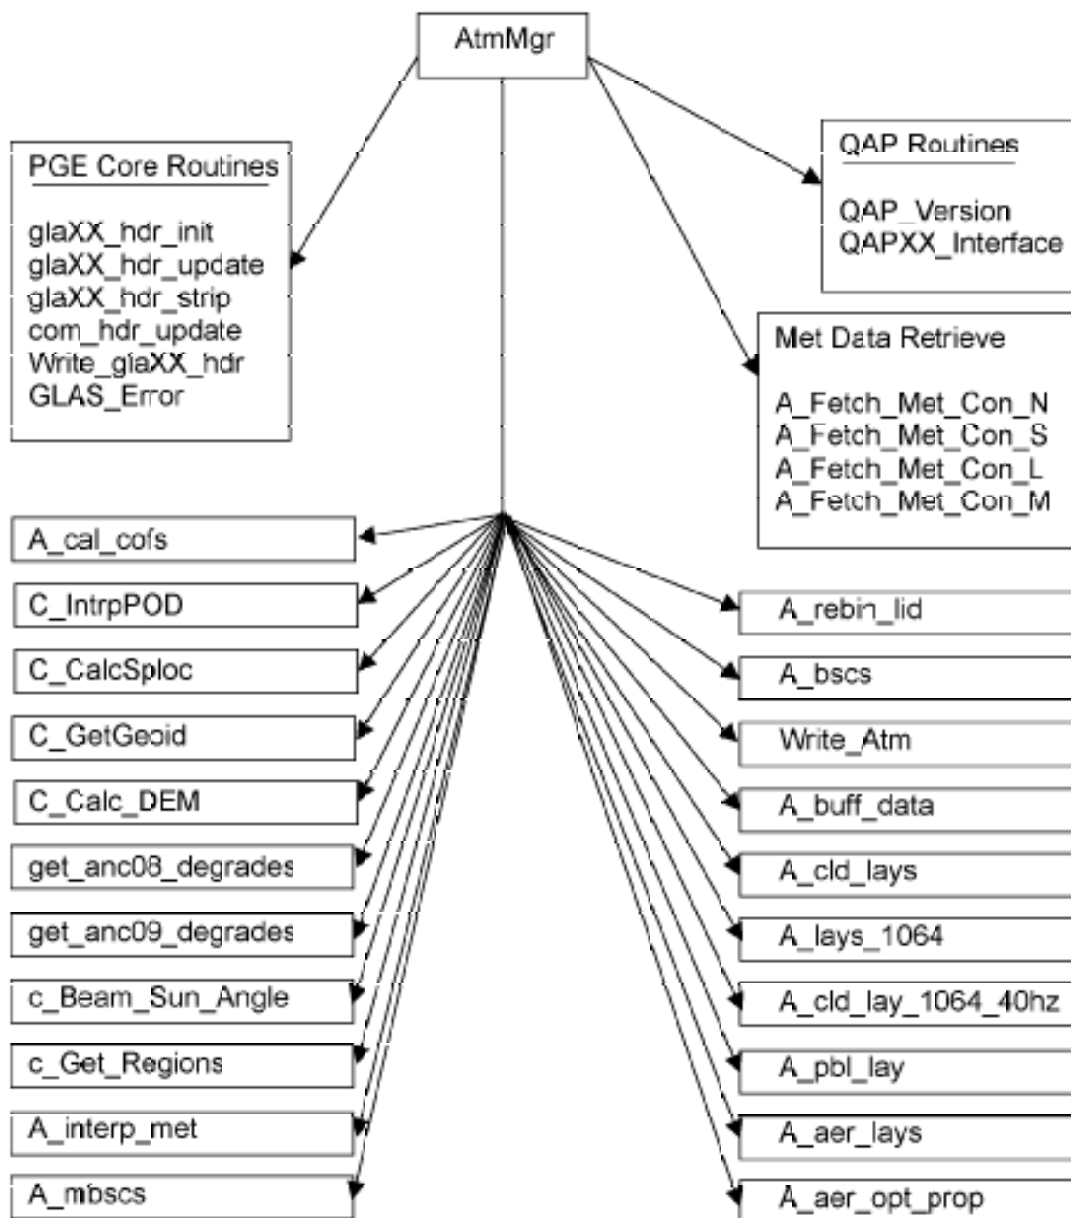 AtmMgr
PGE Core Routines
glaXX_hdr_init
glaXX_hdr_update
glaXX_hdr_strip
com_hdr_update
Write_glaXX_hdr
GLAS_Error
QAP Routines
QAP_Version
QAPXX_Interface
Met Data Retrieve
A_Fetch_Met_Con_N
A_Fetch_Met_Con_S
A_Fetch_Met_Con_L
A_Fetch_Met_Con_M
A_cal_cofs
C_IntrpPOD
C_CalcSploc
C_GetGeoid
C_Calc_DEM
get_anc08_degrades
get_anc09_degrades
c_Beam_Sun_Angle
c_Get_Regions
A_interp_met
A_mbscs
A_rebin_lid
A_bscs
Write_Atm
A_buff_data
A_cld_lays
A_lays_1064
A_cld_lay_1064_40hz
A_pbl_lay
A_aer_lays
A_aer_opt_prop